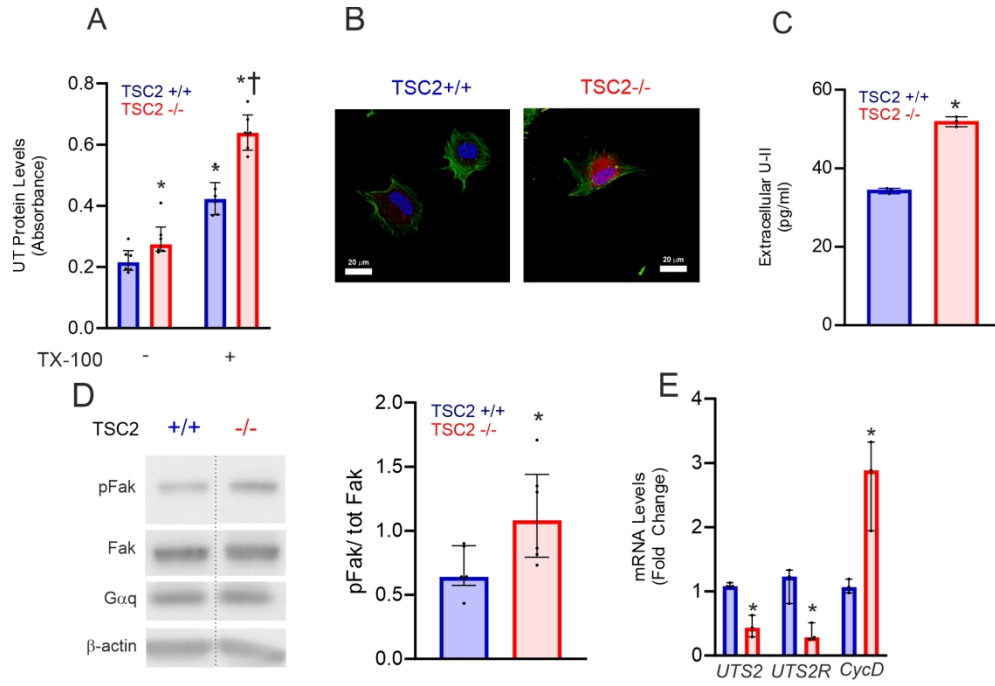 A
TSC2 +/+
TSC2 -/-
UT Protein Levels
(Absorbance)
0.8
0.6
0.4
0.2
0.0
*
*
*†
TX-100
-
+
B
TSC2+/+
TSC2-/-
20 µm
20 µm
C
TSC2 +/+
TSC2 -/-
Extracellular U-II
(pg/ml)
60
40
20
0
*
D
TSC2
+/+
-/-
pFak
Fak
Gαq
β-actin
TSC2 +/+
TSC2 -/-
pFak/ tot Fak
2.0
1.5
1.0
0.5
0.0
*
E
mRNA Levels
(Fold Change)
4
3
2
1
0
*
*
*
UTS2
UTS2R
CycD